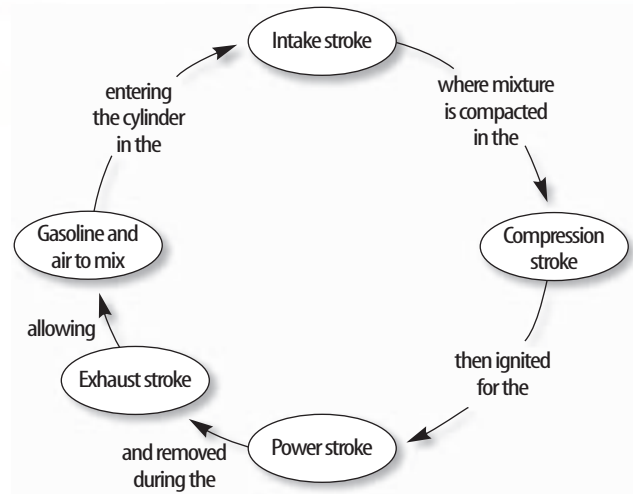 Intake stroke
where mixture
is compacted
in the
Compression
stroke
then ignited
for the
Power stroke
and removed
during the
Exhaust stroke
allowing
Gasoline and
air to mix
entering
the cylinder
in the